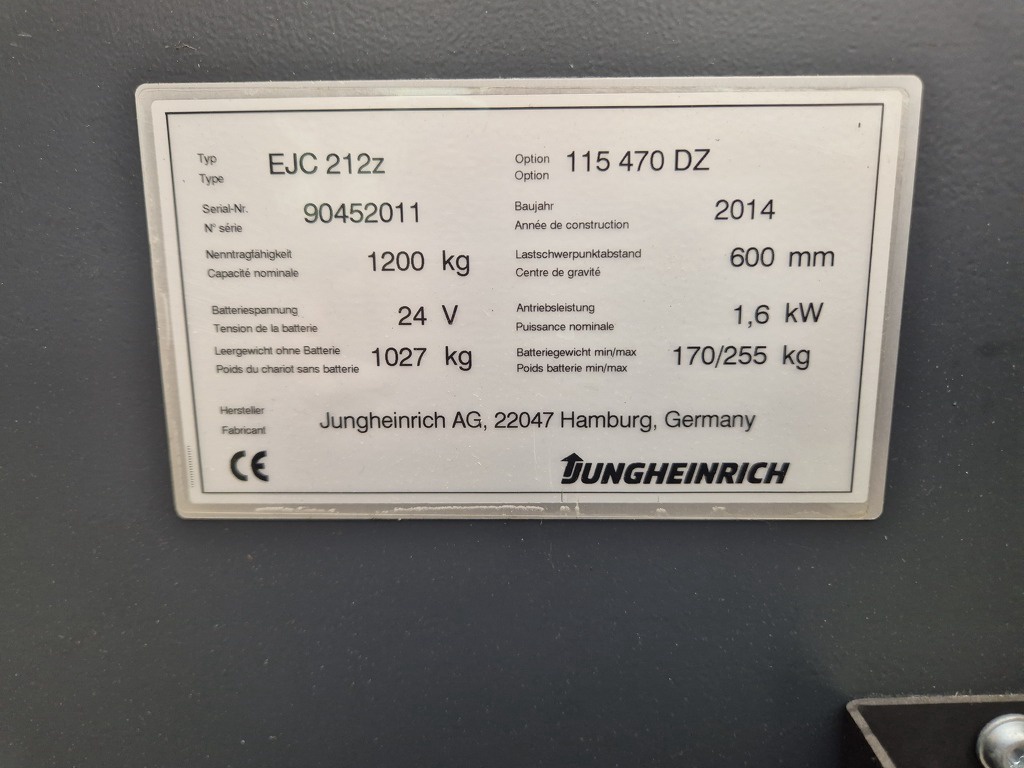 Typ EJC 212z Option 115 470 DZ
Type Option
Serial-Nr. 90452011 Baujahr 2014
N° série Année de construction
Nenntragfähigkeit 1200 kg Lastschwerpunktabstand 600 mm
Capacité nominale Centre de gravité
Batteriespannung 24 V Antriebsleistung 1,6 kW
Tension de la batterie Puissance nominale
Leergewicht ohne Batterie 1027 kg Batteriegewicht min/max 170/255 kg
Poids du chariot sans batterie Poids batterie min/max
Hersteller Jungheinrich AG, 22047 Hamburg, Germany
Fabricant
CE JUNGHEINRICH